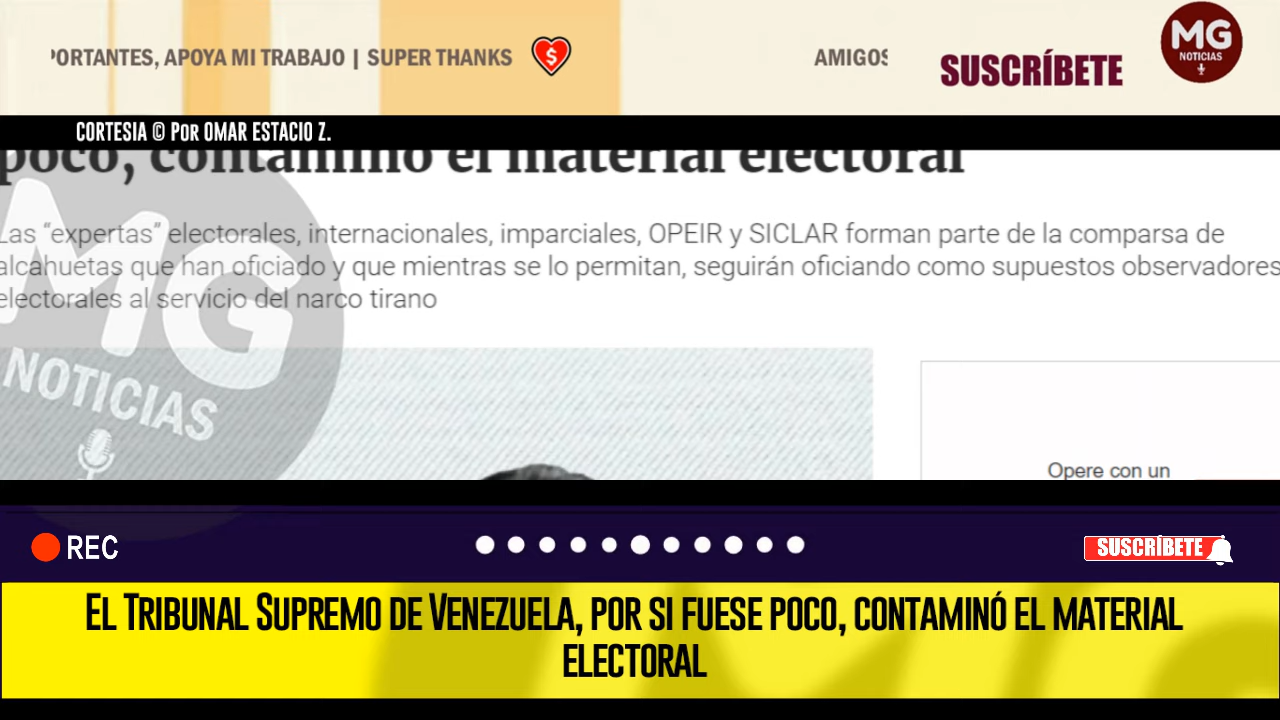 PORTANTES, APOYA MI TRABAJO | SUPER THANKS
$
AMIGOS
SUSCRÍBETE
MG
NOTICIAS
CORTESIA © POR OMAR ESTACIO Z.
poco, contaminó el material electoral
Las “expertas” electorales, internacionales, imparciales, OPEIR y SICLAR forman parte de la comparsa de
alcahuetas que han oficiado y que mientras se lo permitan, seguirán oficiando como supuestos observadores
electorales al servicio del narco tirano
MG
NOTICIAS
Opere con un
REC
SUSCRÍBETE
EL TRIBUNAL SUPREMO DE VENEZUELA, POR SI FUESE POCO, CONTAMINÓ EL MATERIAL
ELECTORAL